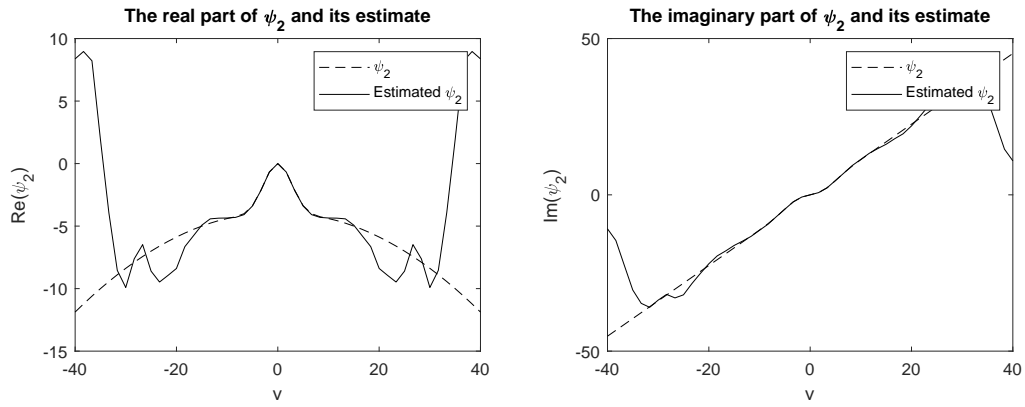 The real part of ψ₂ and its estimate
10
5
0
-5
-10
-15
Re(ψ₂)
-40
-20
0
20
40
v
ψ₂
Estimated ψ₂
The imaginary part of ψ₂ and its estimate
50
0
-50
Im(ψ₂)
-40
-20
0
20
40
v
ψ₂
Estimated ψ₂